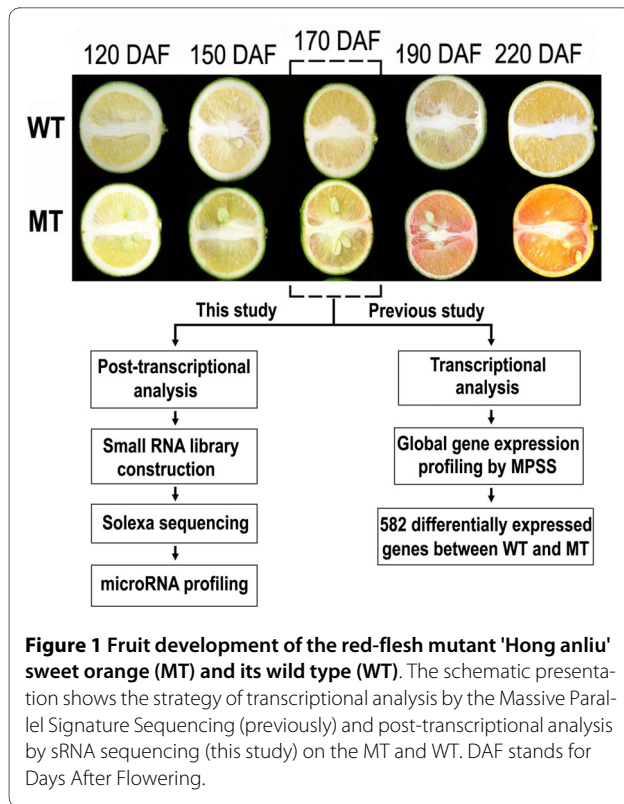 120 DAF 150 DAF 170 DAF 190 DAF 220 DAF
WT
MT
This study
Previous study
Post-transcriptional
analysis
Small RNA library
construction
Solexa sequencing
microRNA profiling
Transcriptional
analysis
Global gene expression
profiling by MPSS
582 differentially expressed
genes between WT and MT
Figure 1 Fruit development of the red-flesh mutant 'Hong anliu'
sweet orange (MT) and its wild type (WT). The schematic presenta-
tion shows the strategy of transcriptional analysis by the Massive Paral-
lel Signature Sequencing (previously) and post-transcriptional analysis
by sRNA sequencing (this study) on the MT and WT. DAF stands for
Days After Flowering.